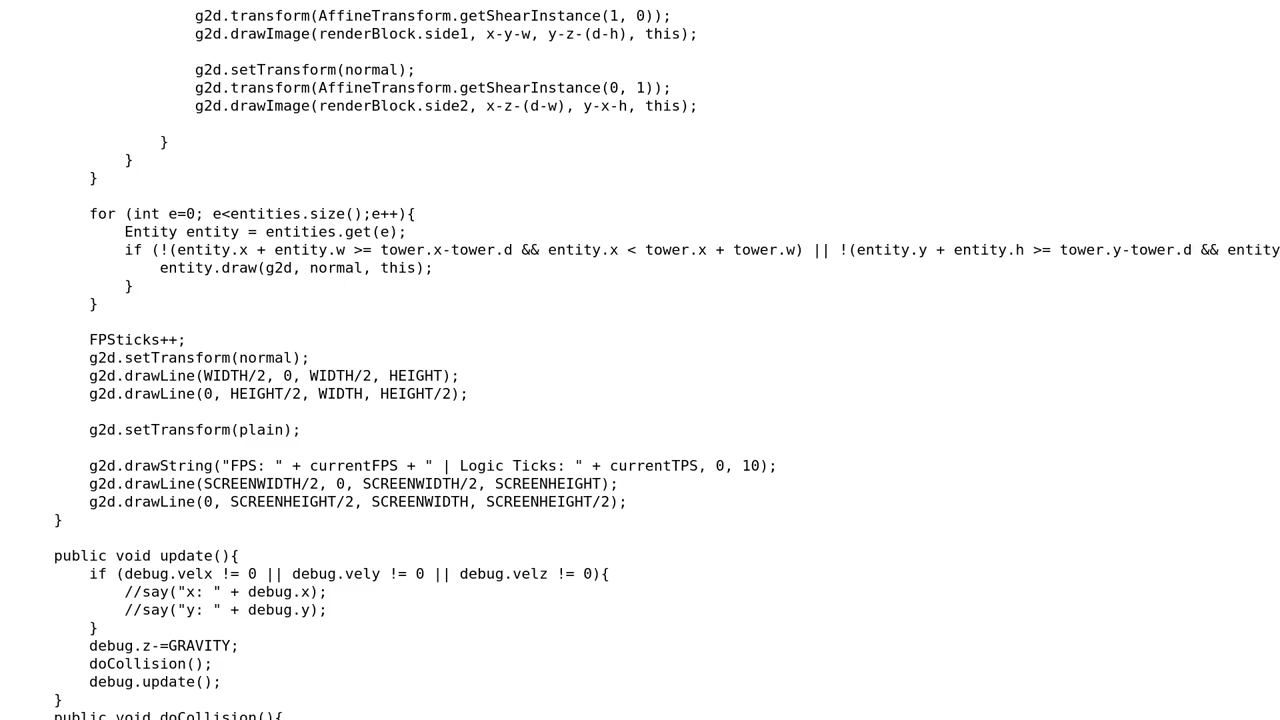 g2d.transform(AffineTransform.getShearInstance(1, 0));
g2d.drawImage(renderBlock.side1, x-y-w, y-z-(d-h), this);
g2d.setTransform(normal);
g2d.transform(AffineTransform.getShearInstance(0, 1));
g2d.drawImage(renderBlock.side2, x-z-(d-w), y-x-h, this);
}
}
}
for (int e=0; e<entities.size();e++){
Entity entity = entities.get(e);
if (!(entity.x + entity.w >= tower.x-tower.d && entity.x < tower.x + tower.w) || !(entity.y + entity.h >= tower.y-tower.d && entity
entity.draw(g2d, normal, this);
}
}
FPSticks++;
g2d.setTransform(normal);
g2d.drawLine(WIDTH/2, 0, WIDTH/2, HEIGHT);
g2d.drawLine(0, HEIGHT/2, WIDTH, HEIGHT/2);
g2d.setTransform(plain);
g2d.drawString("FPS: " + currentFPS + " | Logic Ticks: " + currentTPS, 0, 10);
g2d.drawLine(SCREENWIDTH/2, 0, SCREENWIDTH/2, SCREENHEIGHT);
g2d.drawLine(0, SCREENHEIGHT/2, SCREENWIDTH, SCREENHEIGHT/2);
}
public void update(){
if (debug.velx != 0 || debug.vely != 0 || debug.velz != 0){
//say("x: " + debug.x);
//say("y: " + debug.y);
}
debug.z-=GRAVITY;
doCollision();
debug.update();
}
public void doCollision(){